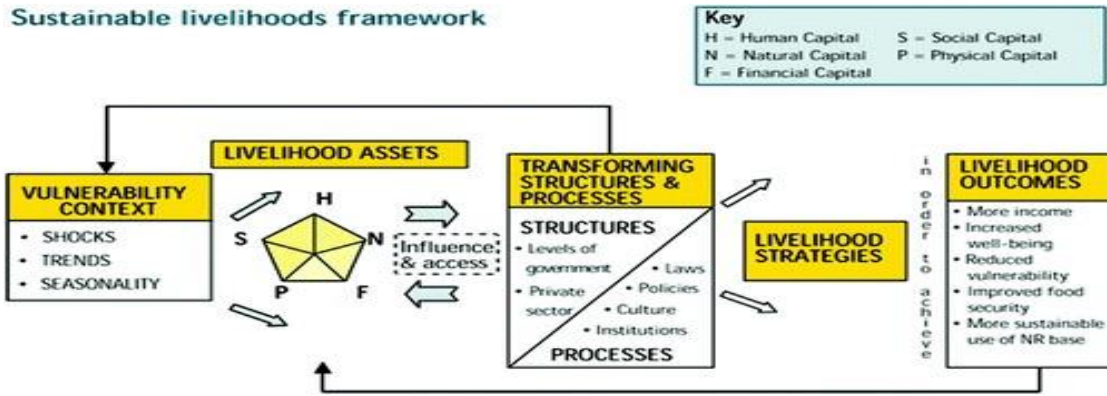 Sustainable livelihoods framework
Key
H = Human Capital S = Social Capital
N = Natural Capital P = Physical Capital
F = Financial Capital
LIVELIHOOD ASSETS
VULNERABILITY
CONTEXT
• SHOCKS
• TRENDS
• SEASONALITY
H
S
N
P
F
Influence
& access
TRANSFORMING
STRUCTURES &
PROCESSES
STRUCTURES
• Levels of
government
• Private
sector
• Laws
• Policies
• Culture
• Institutions
PROCESSES
LIVELIHOOD
STRATEGIES
in order to achieve
LIVELIHOOD
OUTCOMES
• More income
• Increased
well-being
• Reduced
vulnerability
• Improved food
security
• More sustainable
use of NR base